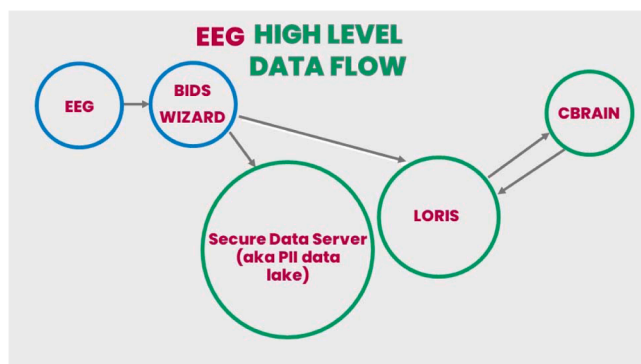 EEG HIGH LEVEL
DATA FLOW
EEG
BIDS
WIZARD
CBRAIN
LORIS
Secure Data Server
(aka PII data
lake)